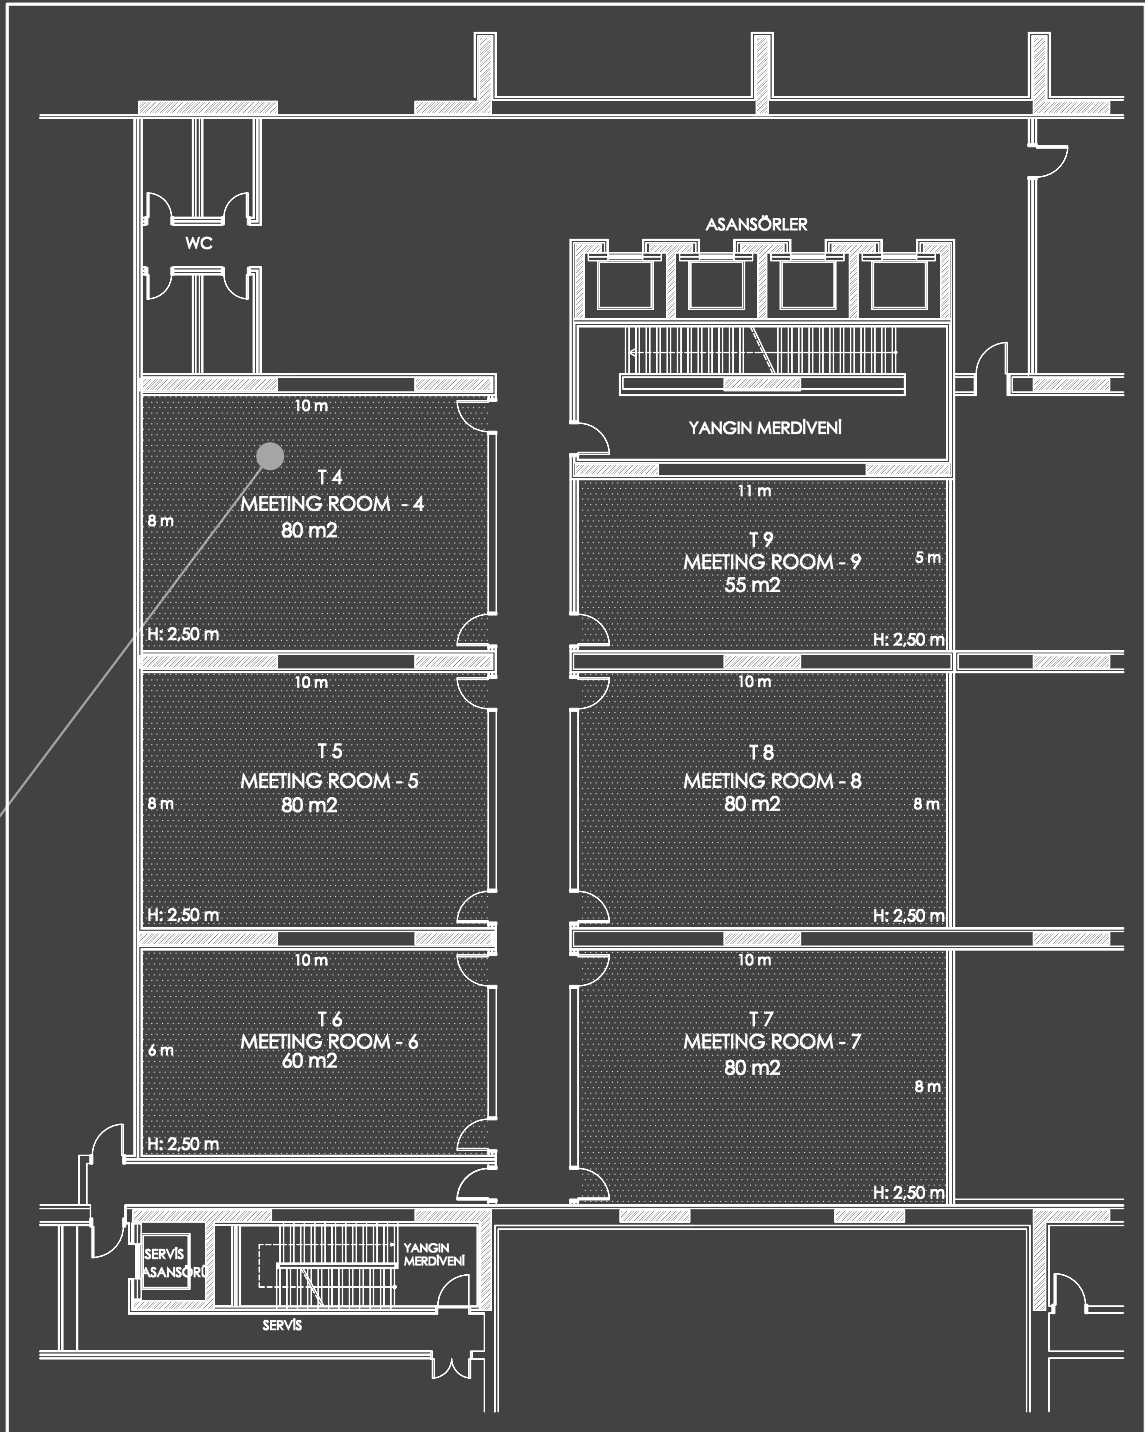 ASANSÖRLER
WC
YANGIN MERDİVENİ
10 m
T 4
MEETING ROOM - 4
80 m2
8 m
H: 2,50 m
11 m
T 9
MEETING ROOM - 9
55 m2
5 m
H: 2,50 m
10 m
T 5
MEETING ROOM - 5
80 m2
8 m
H: 2,50 m
10 m
T 8
MEETING ROOM - 8
80 m2
8 m
H: 2,50 m
10 m
T 6
MEETING ROOM - 6
60 m2
6 m
H: 2,50 m
10 m
T 7
MEETING ROOM - 7
80 m2
8 m
H: 2,50 m
SERVİS
ASANSÖRÜ
YANGIN
MERDİVENİ
SERVİS